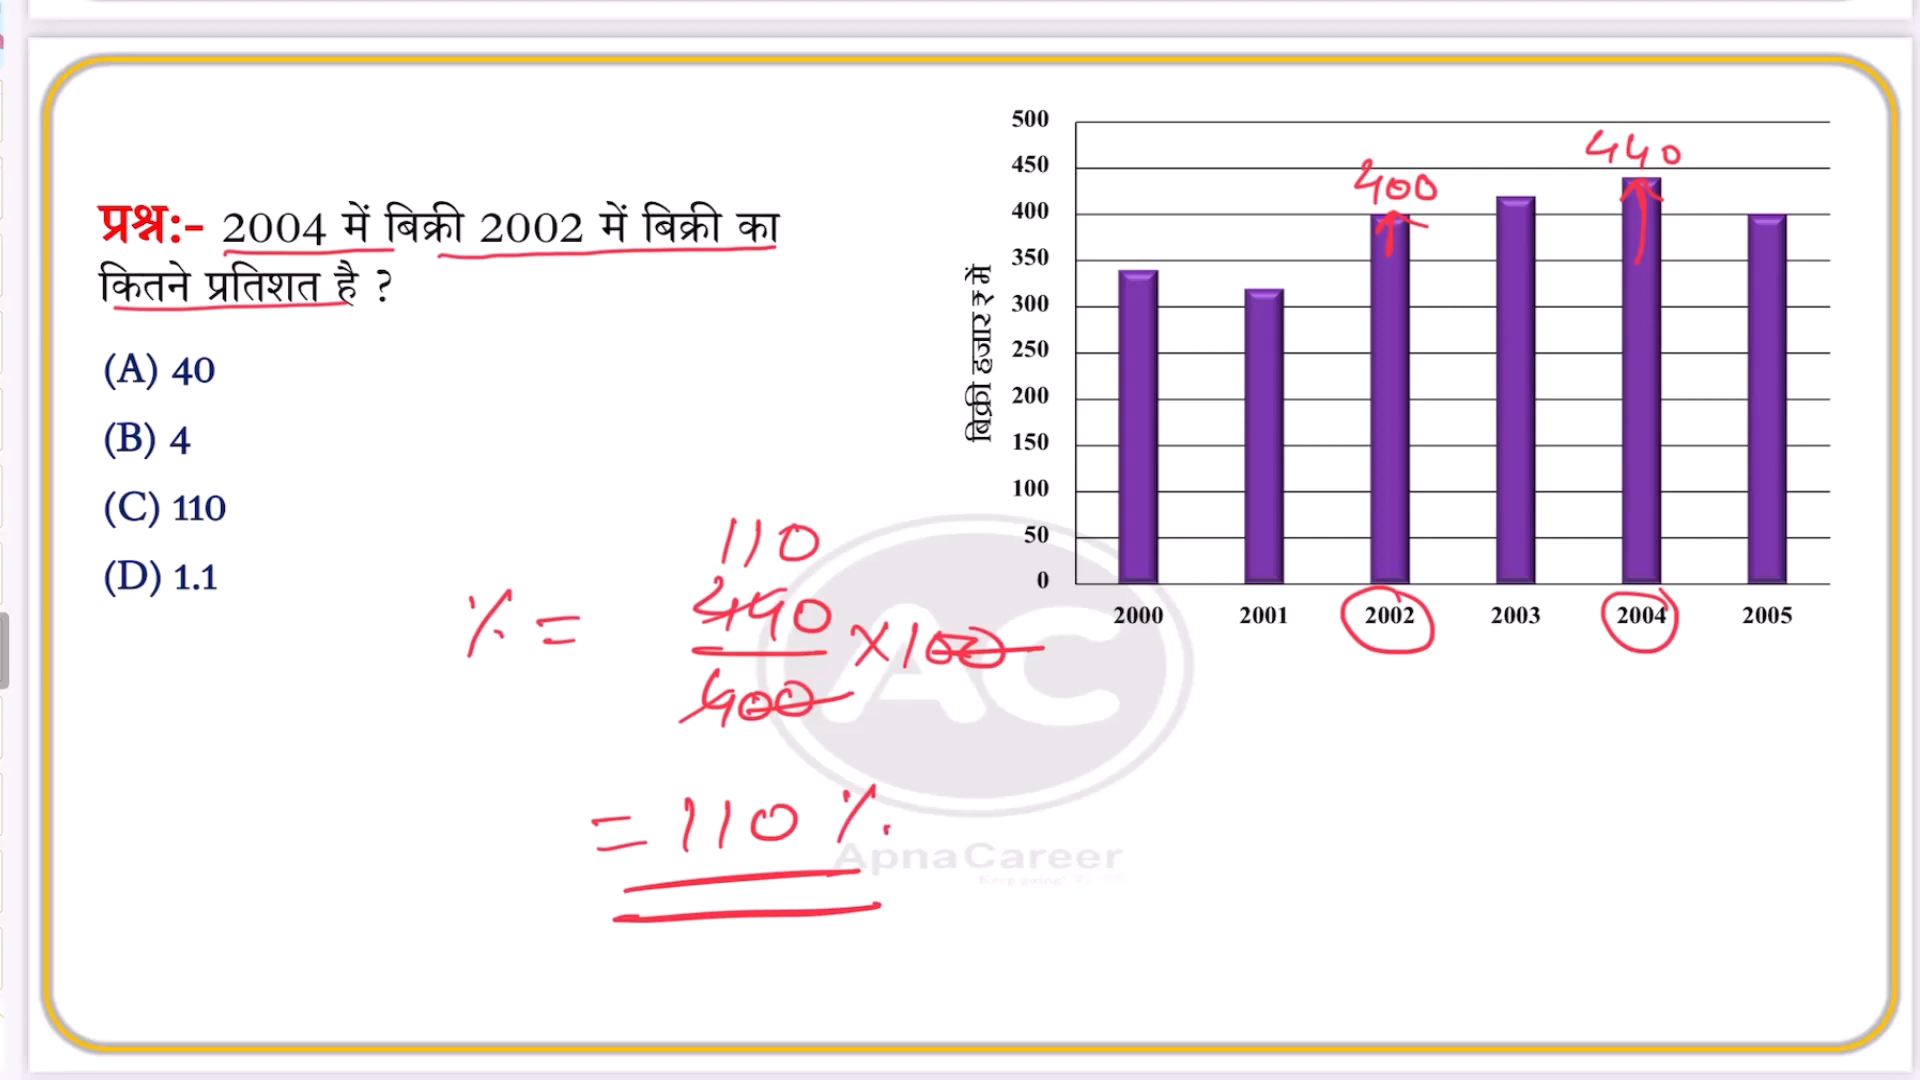 प्रश्न:- 2004 में बिक्री 2002 में बिक्री का
कितने प्रतिशत है ?
(A) 40
(B) 4
(C) 110
(D) 1.1
500
450
400
350
300
250
200
150
100
50
0
बिक्री हजार ₹ में
400
440
2000
2001
2002
2003
2004
2005
110
% = 440 × 100
400
= 110 %.
AC
ApnaCareer